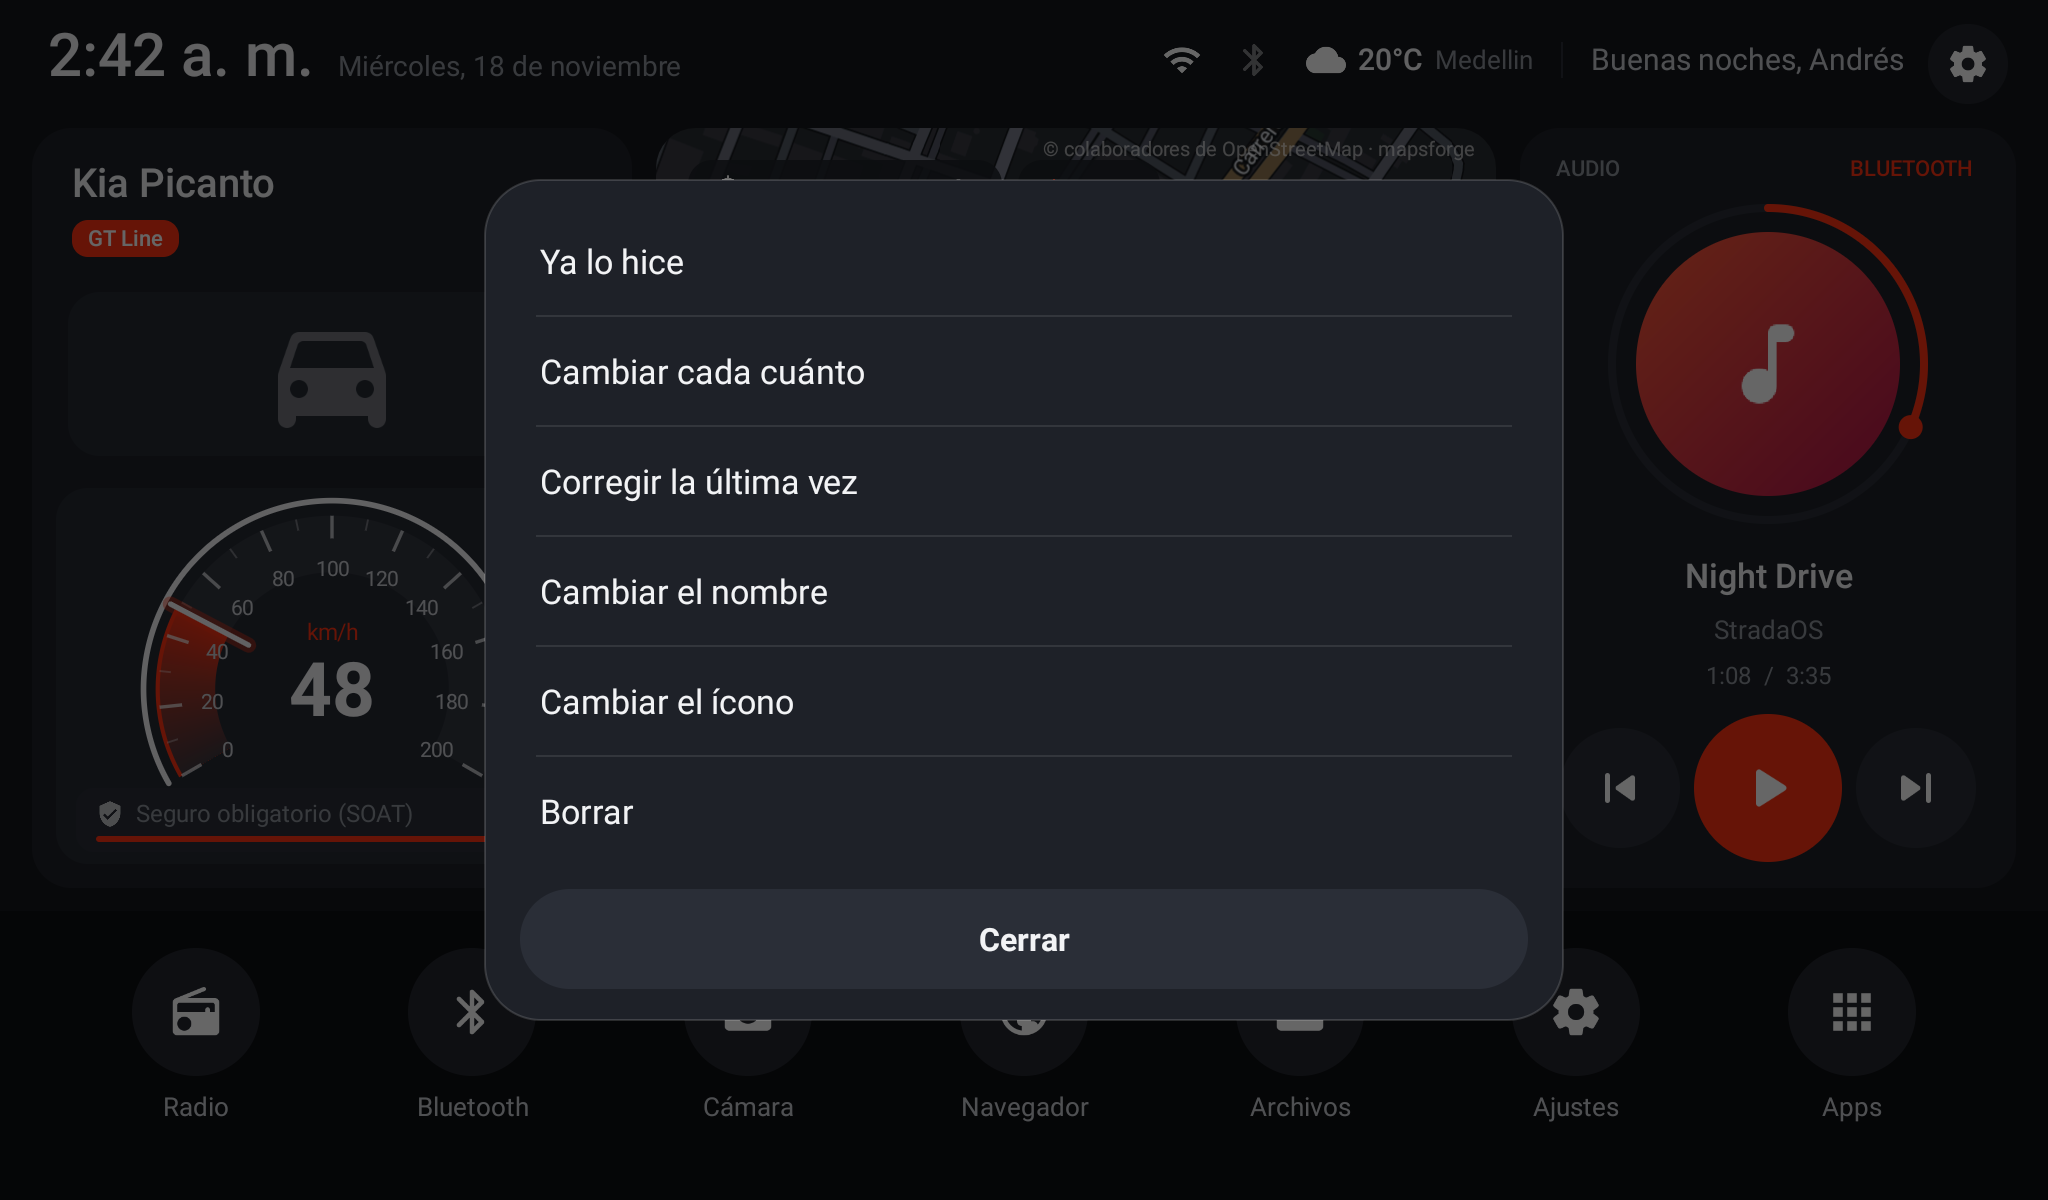 2:42 a. m.
Miércoles, 18 de noviembre
20°C Medellin
Buenas noches, Andrés
Kia Picanto
GT Line
© colaboradores de OpenStreetMap · mapsforge
AUDIO
BLUETOOTH
Ya lo hice
Cambiar cada cuánto
Corregir la última vez
Cambiar el nombre
Cambiar el ícono
Borrar
Cerrar
0
20
40
60
80
100
120
140
160
180
200
km/h
48
Seguro obligatorio (SOAT)
Night Drive
StradaOS
1:08 / 3:35
Radio
Bluetooth
Cámara
Navegador
Archivos
Ajustes
Apps